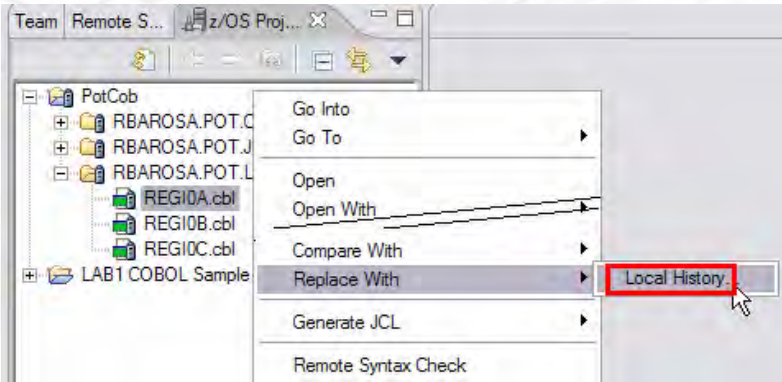 Team Remote S... z/OS Proj...
PotCob
RBAROSA.POT.C
RBAROSA.POT.J
RBAROSA.POT.L
REGI0A.cbl
REGI0B.cbl
REGI0C.cbl
LAB1 COBOL Sample
Go Into
Go To
Open
Open With
Compare With
Replace With
Local History...
Generate JCL
Remote Syntax Check